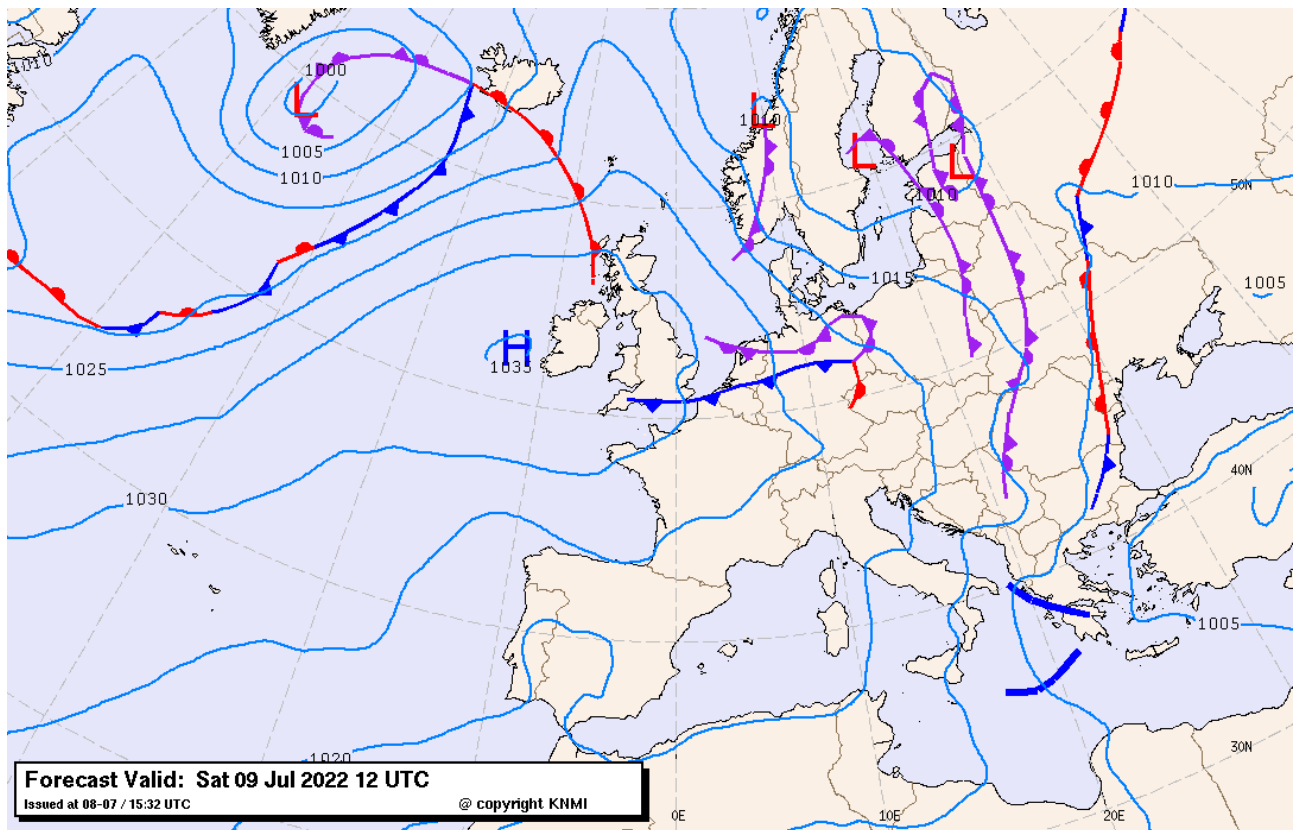 1010
1000
L
1005
1010
L
1010
L
L
1010
1010
50N
1015
1005
H
1035
1025
1030
40N
1005
1020
30N
Forecast Valid: Sat 09 Jul 2022 12 UTC
Issued at 08-07 / 15:32 UTC
@ copyright KNMI
0E
10E
20E